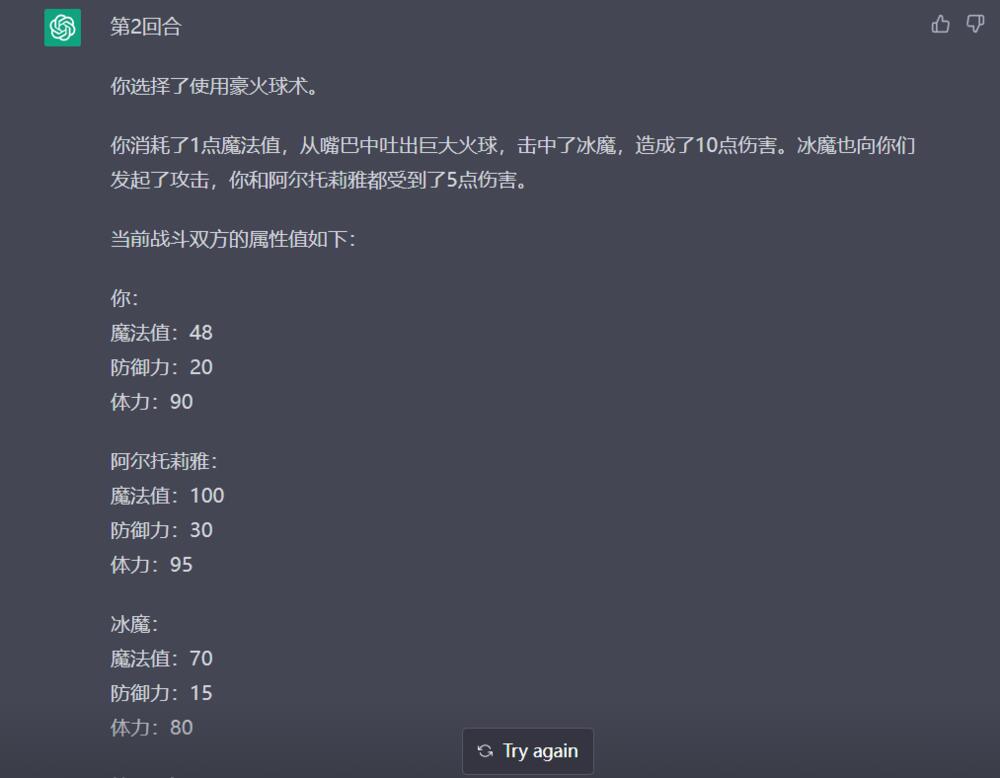 第2回合
你选择了使用豪火球术。
你消耗了1点魔法值，从嘴巴中吐出巨大火球，击中了冰魔，造成了10点伤害。冰魔也向你们
发起了攻击，你和阿尔托莉雅都受到了5点伤害。
当前战斗双方的属性值如下：
你：
魔法值：48
防御力：20
体力：90
阿尔托莉雅：
魔法值：100
防御力：30
体力：95
冰魔：
魔法值：70
防御力：15
体力：80
Try again